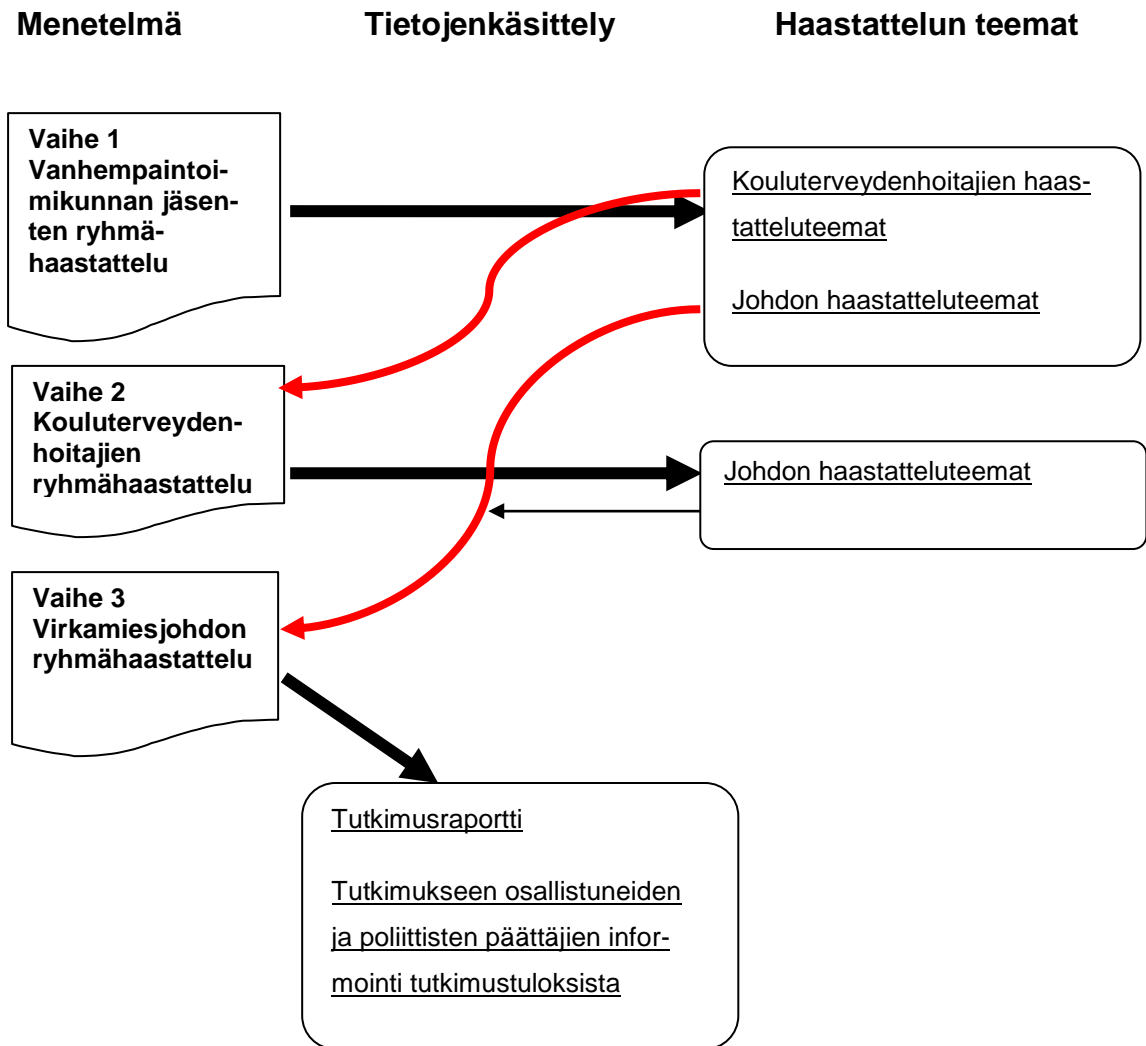 Menetelmä
Tietojenkäsittely
Haastattelun teemat
Vaihe 1
Vanhempaintoi-
mikunnan jäsen-
ten ryhmä-
haastattelu
Kouluterveydenhoitajien haas-
tatteluteemat
Johdon haastatteluteemat
Vaihe 2
Kouluterveyden-
hoitajien
ryhmähaastattelu
Johdon haastatteluteemat
Vaihe 3
Virkamiesjohdon
ryhmähaastattelu
Tutkimusraportti
Tutkimukseen osallistuneiden
ja poliittisten päättäjien infor-
mointi tutkimustuloksista